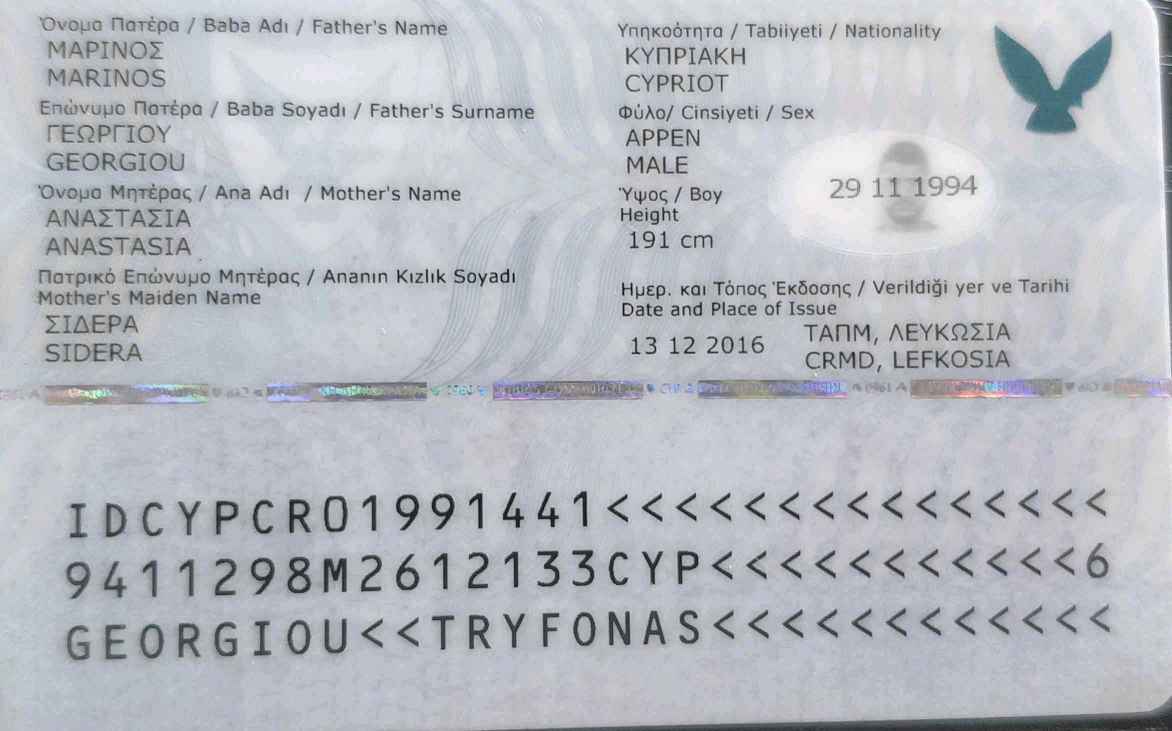 Όνομα Πατέρα / Baba Adı / Father's Name
ΜΑΡΙΝΟΣ
MARINOS
Επώνυμο Πατέρα / Baba Soyadı / Father's Surname
ΓΕΩΡΓΙΟΥ
GEORGIOU
Όνομα Μητέρας / Ana Adı / Mother's Name
ΑΝΑΣΤΑΣΙΑ
ANASTASIA
Πατρικό Επώνυμο Μητέρας / Ananın Kızlık Soyadı
Mother's Maiden Name
ΣΙΔΕΡΑ
SIDERA
Υπηκοότητα / Tabiiyeti / Nationality
ΚΥΠΡΙΑΚΗ
CYPRIOT
Φύλο/ Cinsiyeti / Sex
ΑΡΡΕΝ
MALE
Ύψος / Boy
Height
191 cm
29 11 1994
Ημερ. και Τόπος Έκδοσης / Verildiği yer ve Tarihi
Date and Place of Issue
13 12 2016
ΤΑΠΜ, ΛΕΥΚΩΣΙΑ
CRMD, LEFKOSIA
IDCYPCR01991441<<<<<<<<<<<<<<<
9411298M2612133CYP<<<<<<<<<<<6
GEORGIOU<<TRYFONAS<<<<<<<<<<<<